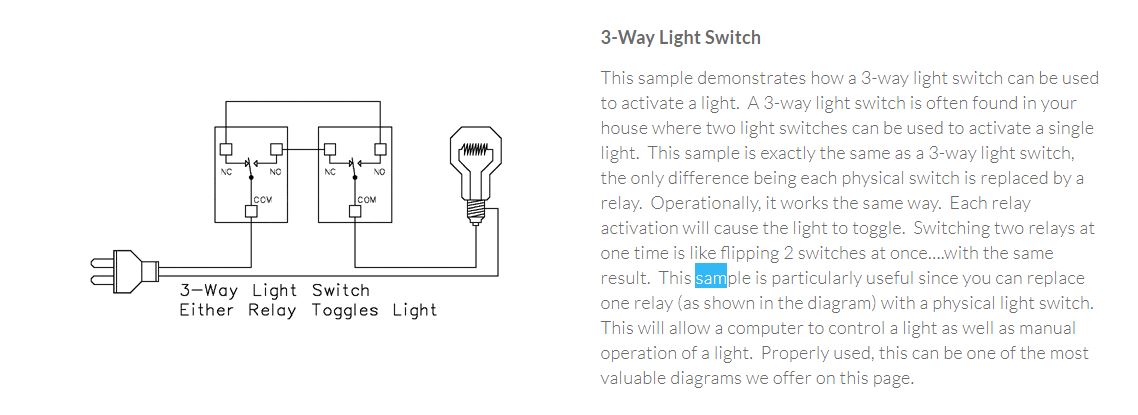 3-Way Light Switch
This sample demonstrates how a 3-way light switch can be used
to activate a light.  A 3-way light switch is often found in your
house where two light switches can be used to activate a single
light.  This sample is exactly the same as a 3-way light switch,
the only difference being each physical switch is replaced by a
relay.  Operationally, it works the same way.  Each relay
activation will cause the light to toggle.  Switching two relays at
one time is like flipping 2 switches at once....with the same
result.  This sample is particularly useful since you can replace
one relay (as shown in the diagram) with a physical light switch.
This will allow a computer to control a light as well as manual
operation of a light.  Properly used, this can be one of the most
valuable diagrams we offer on this page.
NC NO NC NO
COM COM
3-Way Light Switch
Either Relay Toggles Light